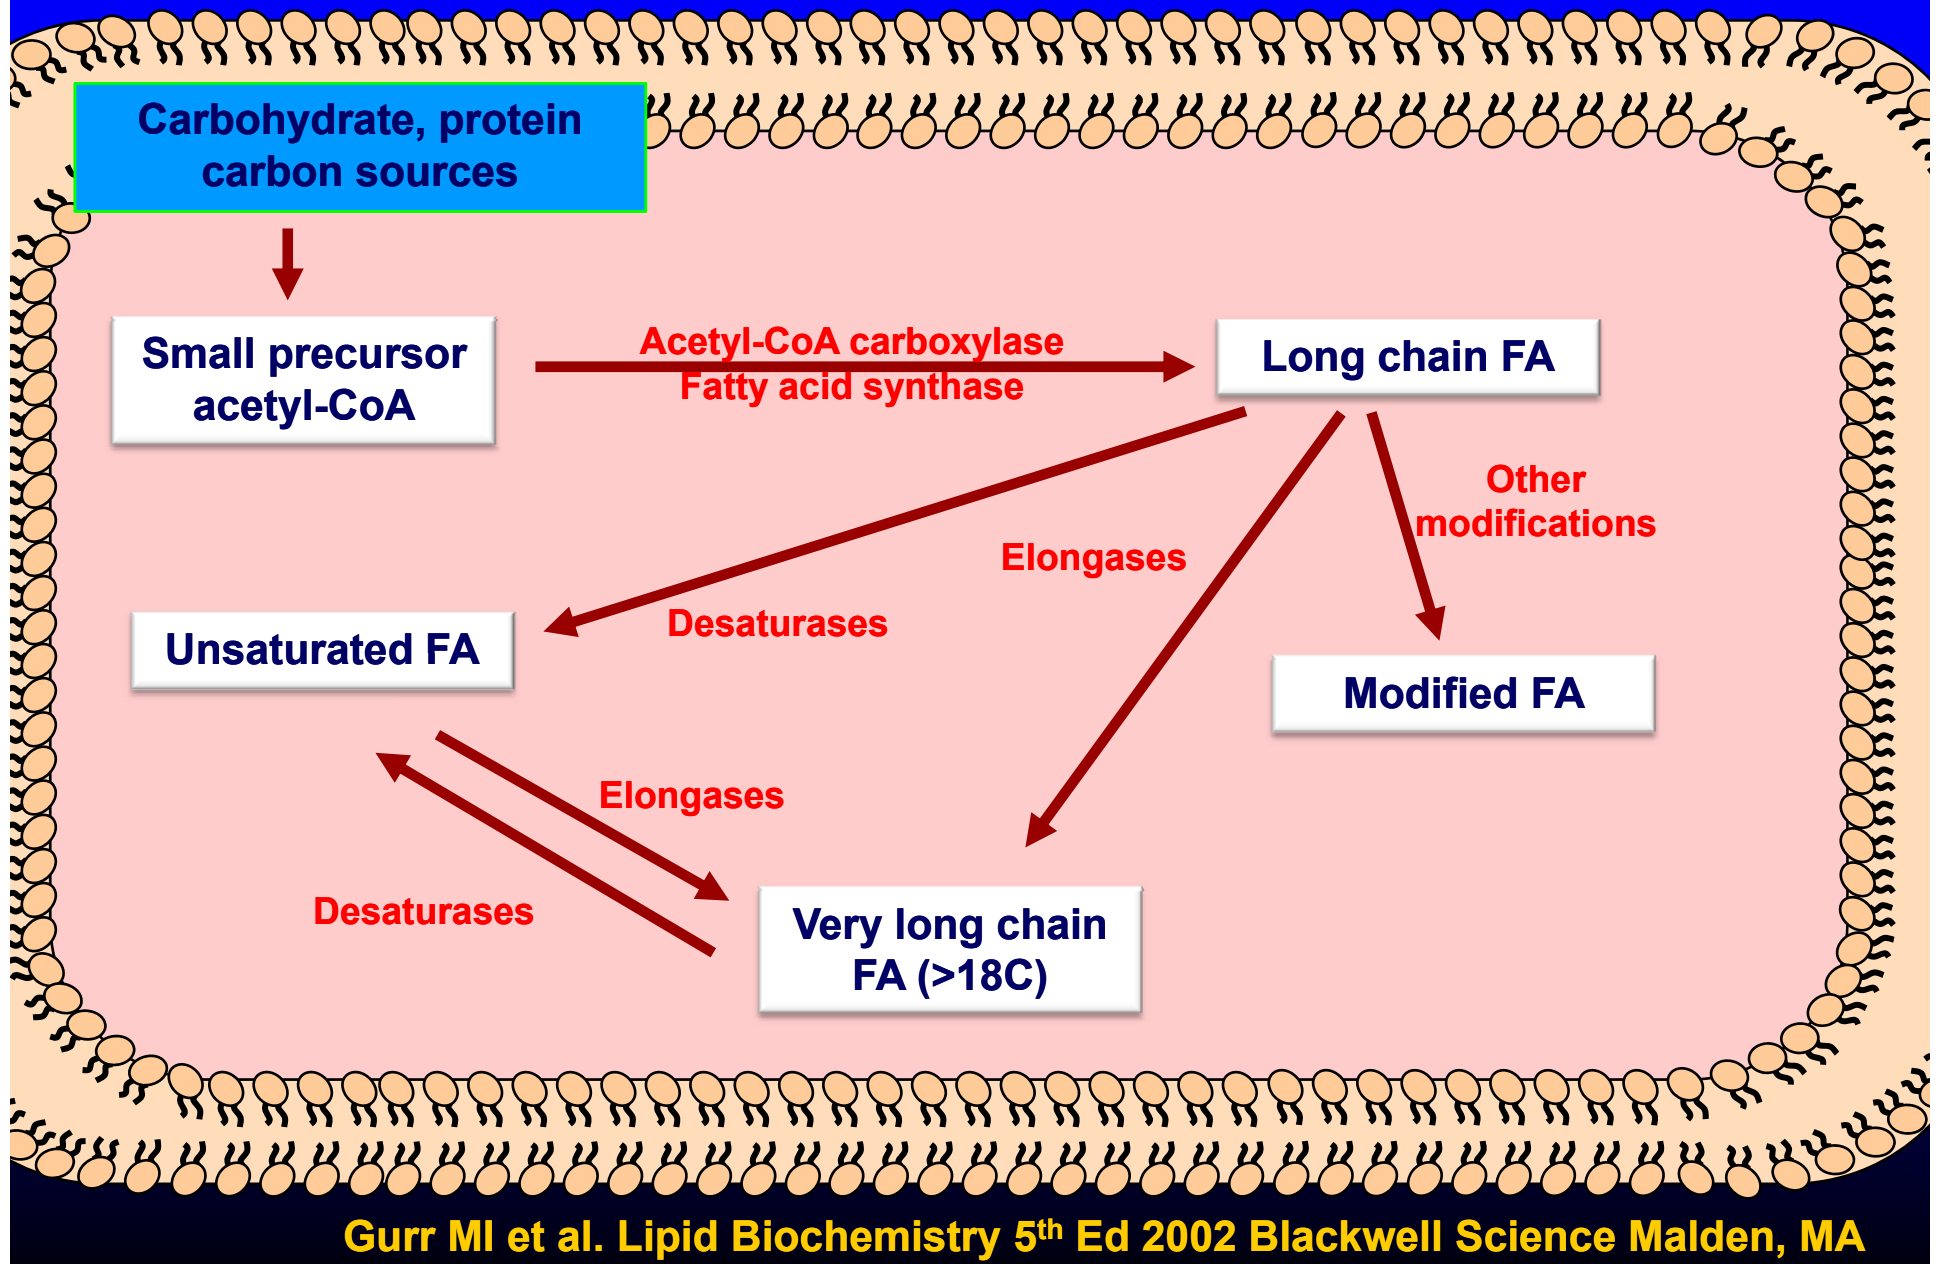 Carbohydrate, protein
carbon sources
Small precursor
acetyl-CoA
Acetyl-CoA carboxylase
Fatty acid synthase
Long chain FA
Other
modifications
Elongases
Desaturases
Unsaturated FA
Modified FA
Elongases
Desaturases
Very long chain
FA (>18C)
Gurr MI et al. Lipid Biochemistry 5th Ed 2002 Blackwell Science Malden, MA